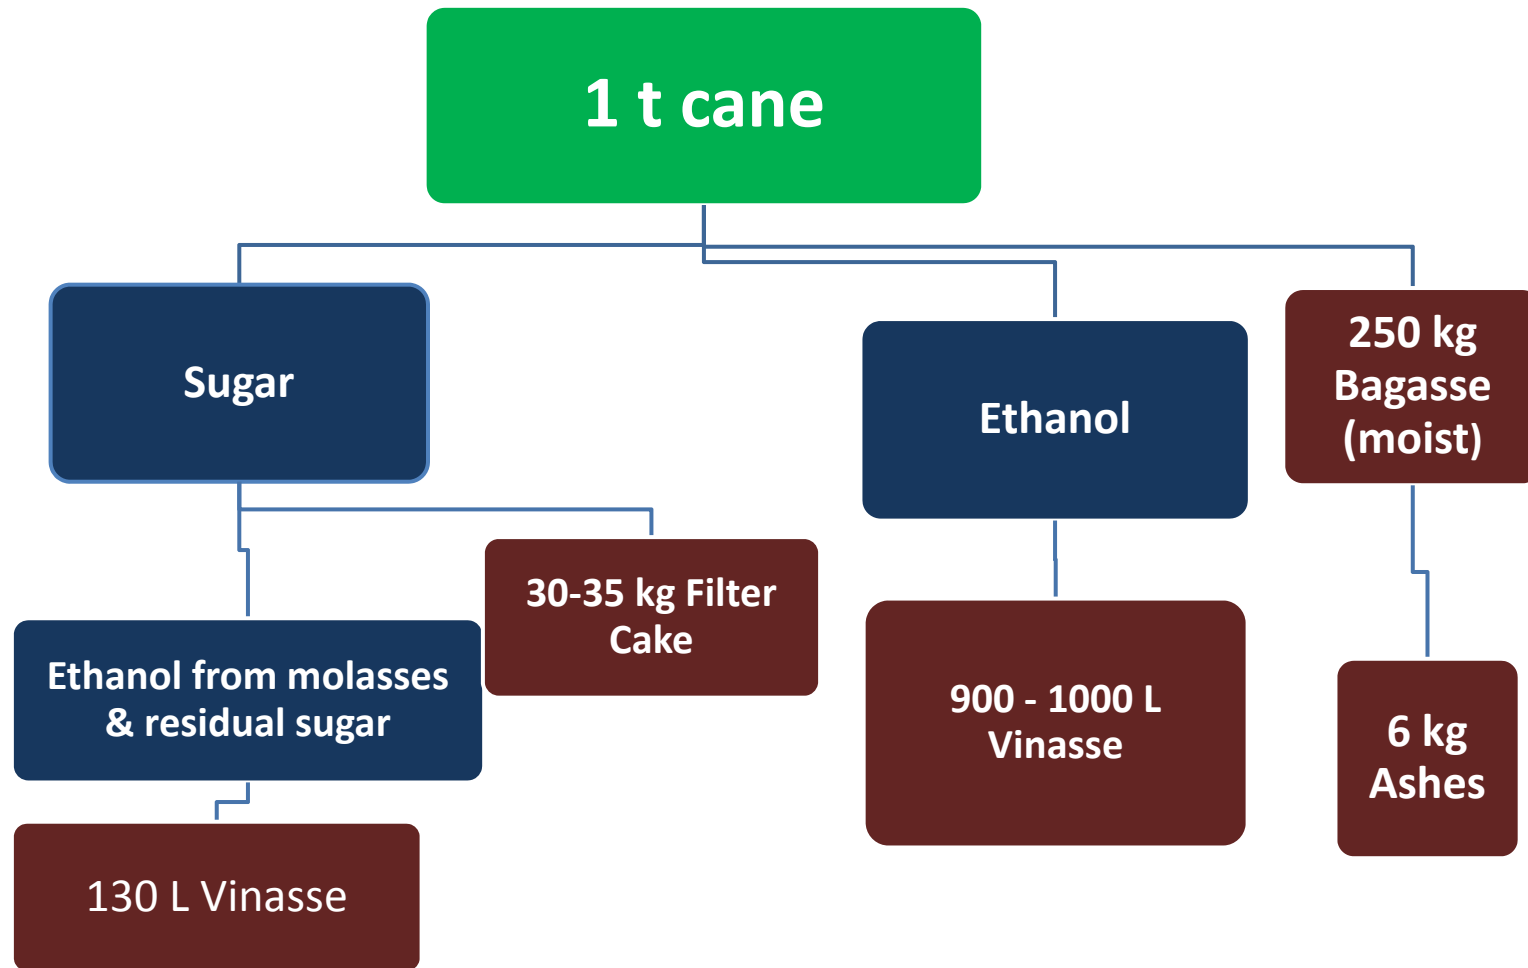 1 t cane
Sugar
Ethanol
250 kg
Bagasse
(moist)
30-35 kg Filter
Cake
Ethanol from molasses
& residual sugar
900 - 1000 L
Vinasse
6 kg
Ashes
130 L Vinasse